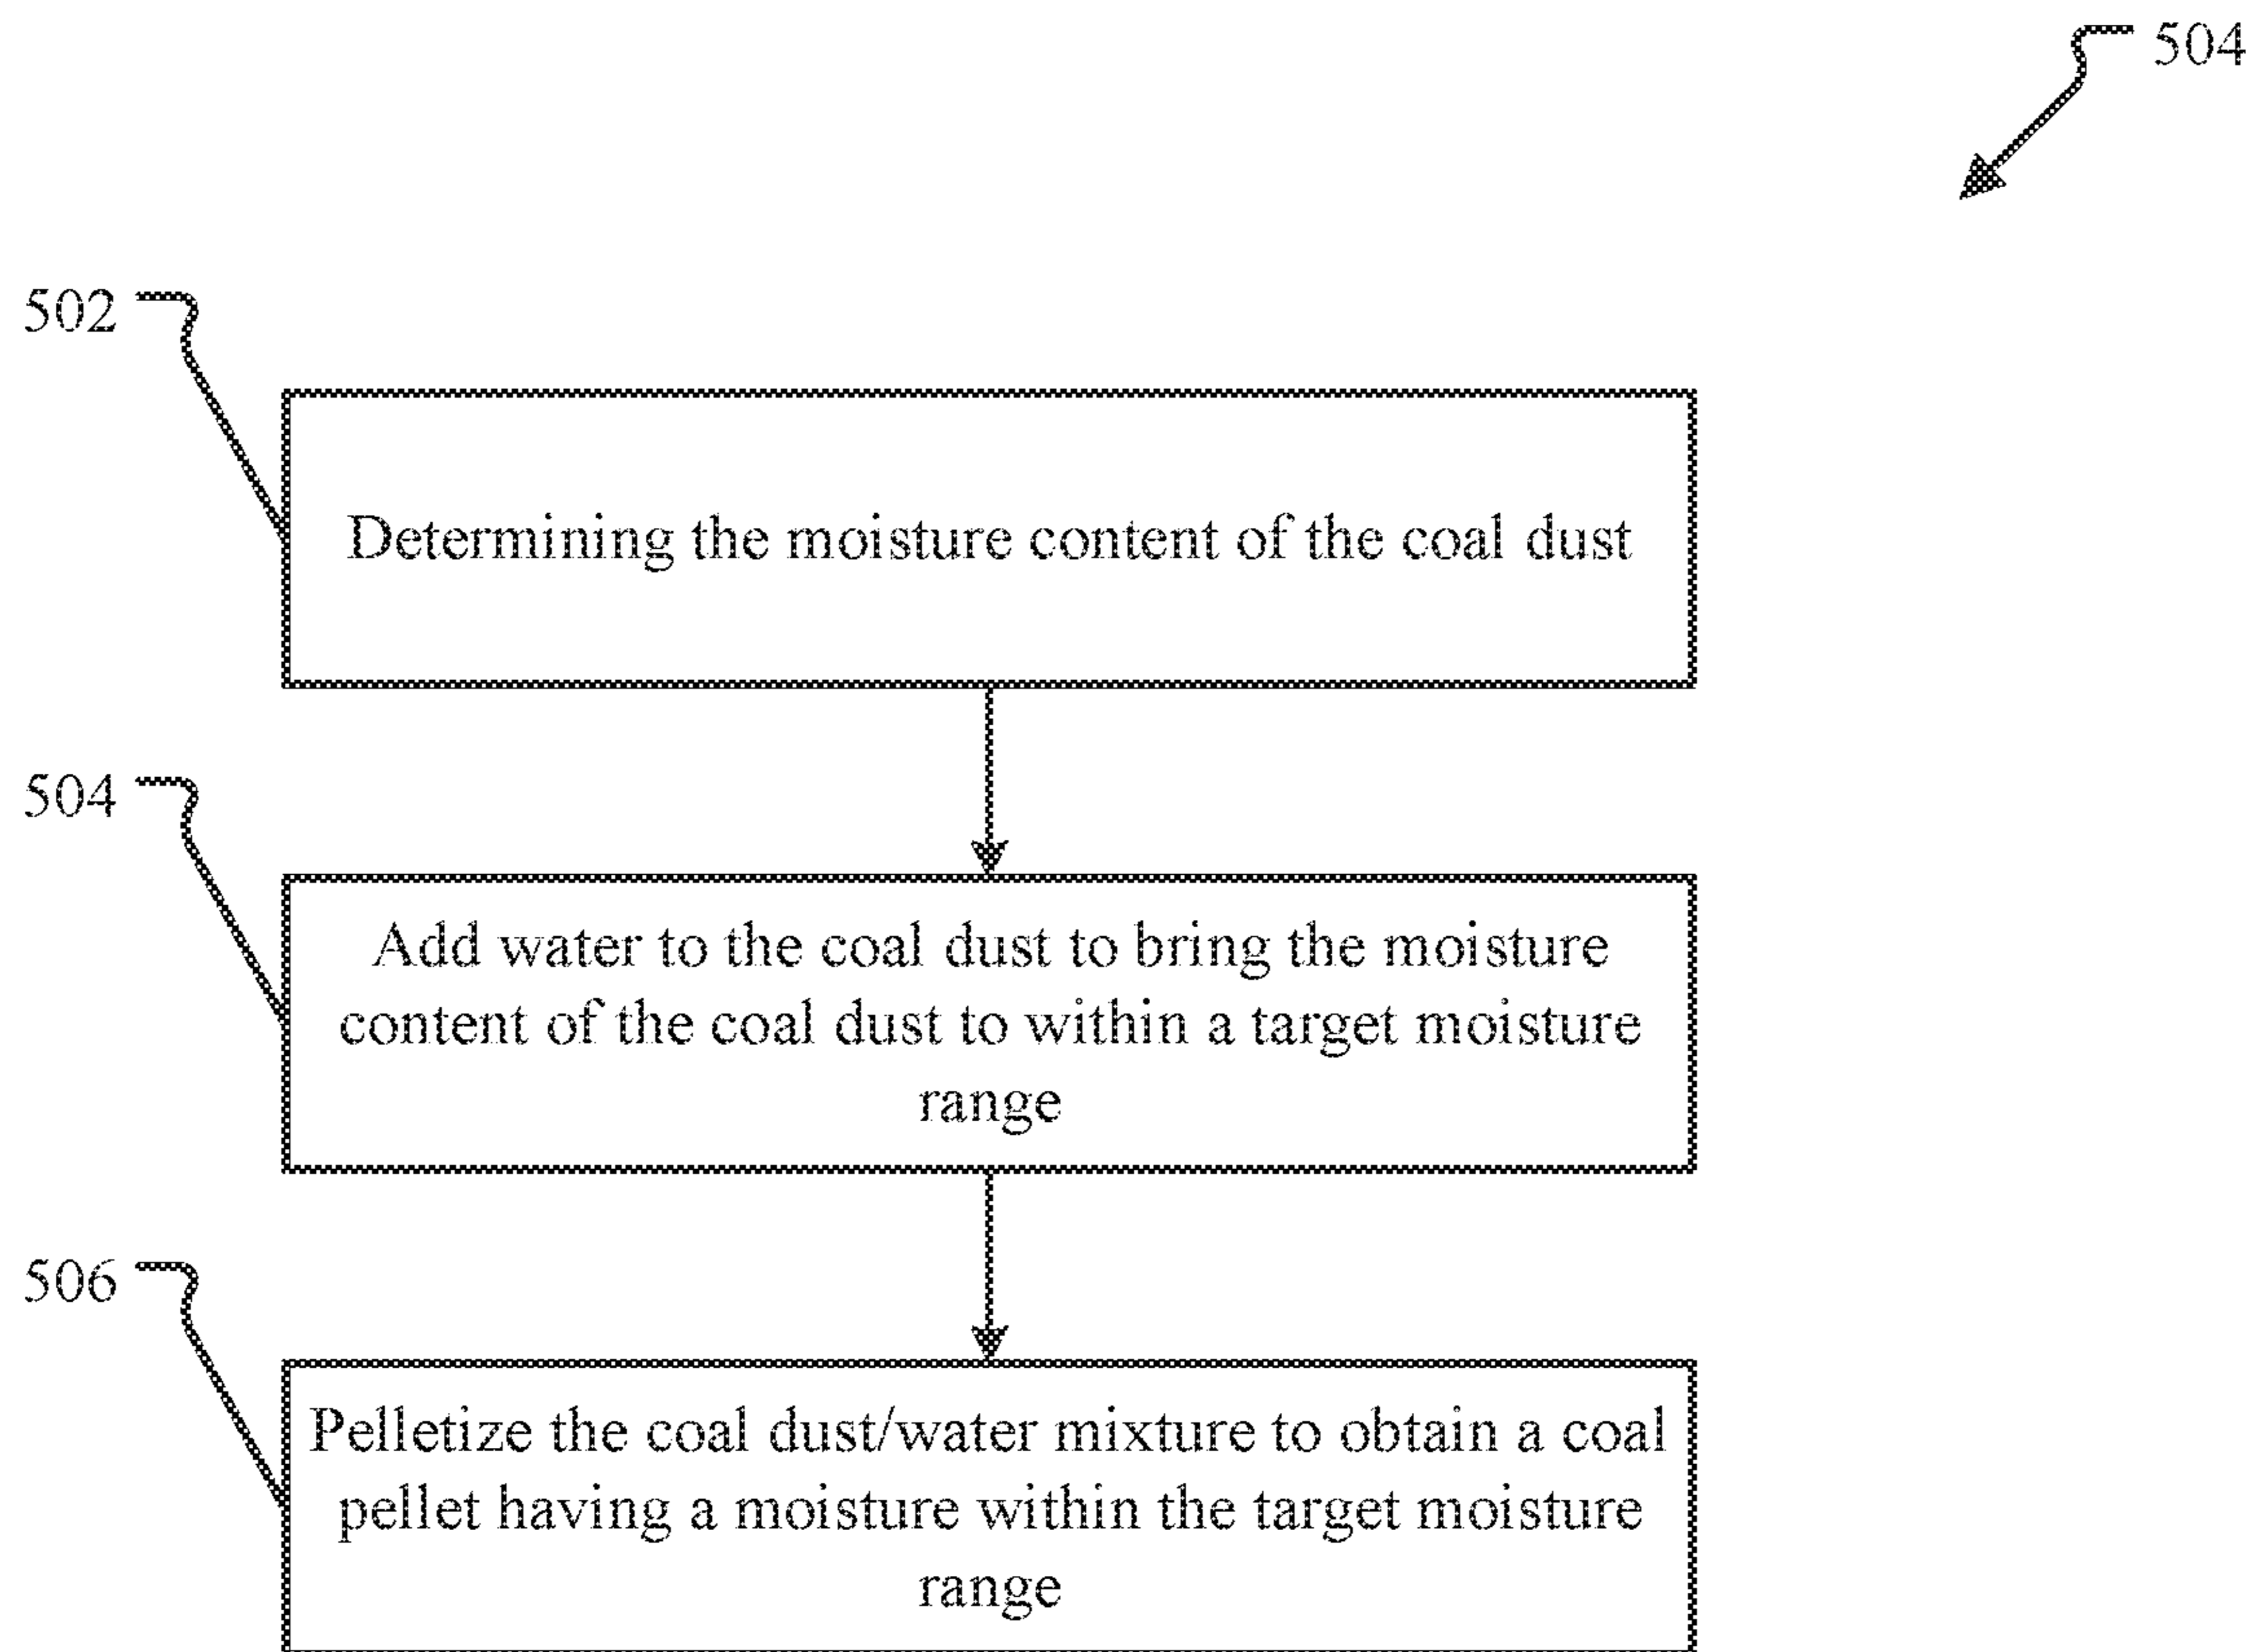 504
502
Determining the moisture content of the coal dust
504
Add water to the coal dust to bring the moisture
content of the coal dust to within a target moisture
range
506
Pelletize the coal dust/water mixture to obtain a coal
pellet having a moisture within the target moisture
range